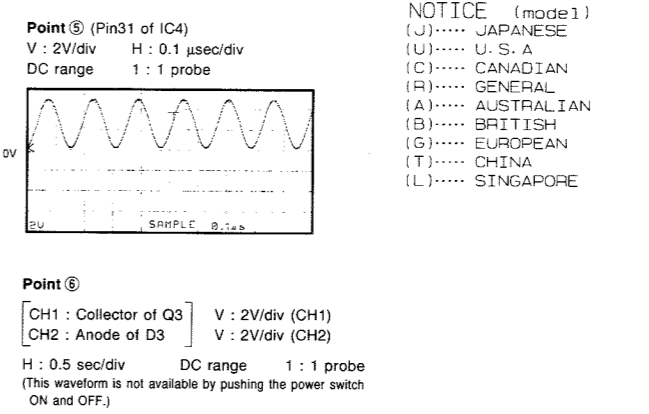 Point ⑤ (Pin31 of IC4)
V : 2V/div H : 0.1 μsec/div
DC range 1 : 1 probe
0V
2V SAMPLE 0.1us
Point ⑥
CH1 : Collector of Q3 V : 2V/div (CH1)
CH2 : Anode of D3 V : 2V/div (CH2)
H : 0.5 sec/div DC range 1 : 1 probe
(This waveform is not available by pushing the power switch
ON and OFF.)
NOTICE (model)
(J)····· JAPANESE
(U)····· U.S.A
(C)····· CANADIAN
(R)····· GENERAL
(A)····· AUSTRALIAN
(B)····· BRITISH
(G)····· EUROPEAN
(T)····· CHINA
(L)····· SINGAPORE